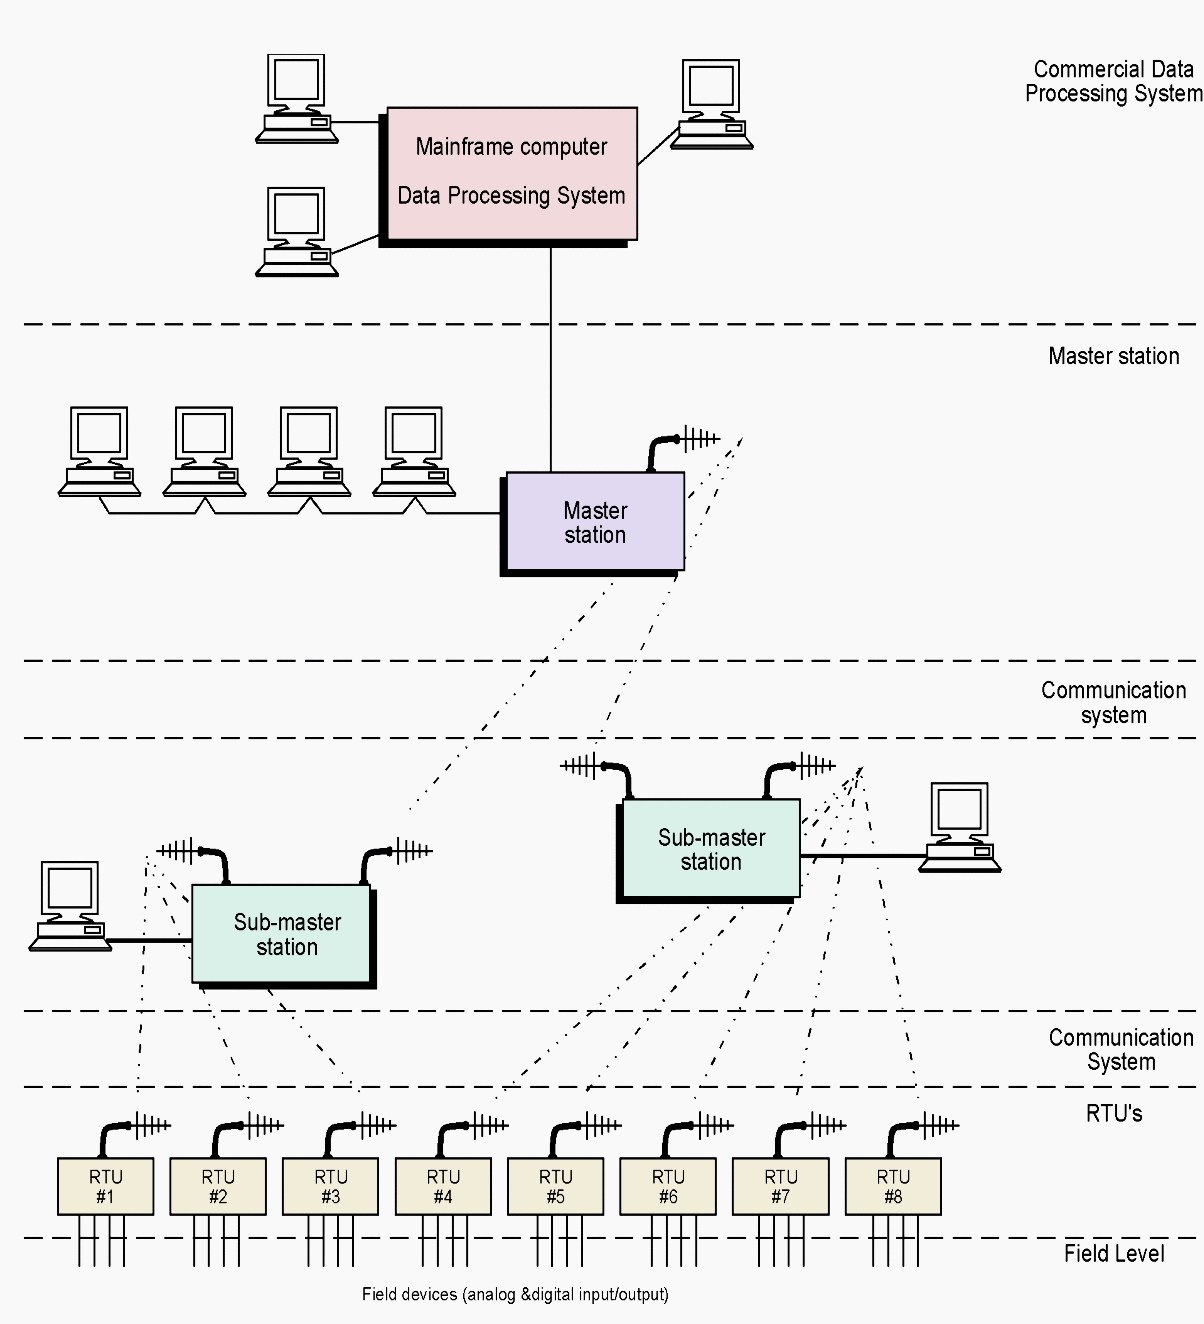 Commercial Data
Processing System
Mainframe computer
Data Processing System
Master station
Master
station
Communication
system
Sub-master
station
Sub-master
station
Communication
System
RTU's
RTU
#1
RTU
#2
RTU
#3
RTU
#4
RTU
#5
RTU
#6
RTU
#7
RTU
#8
Field Level
Field devices (analog &digital input/output)